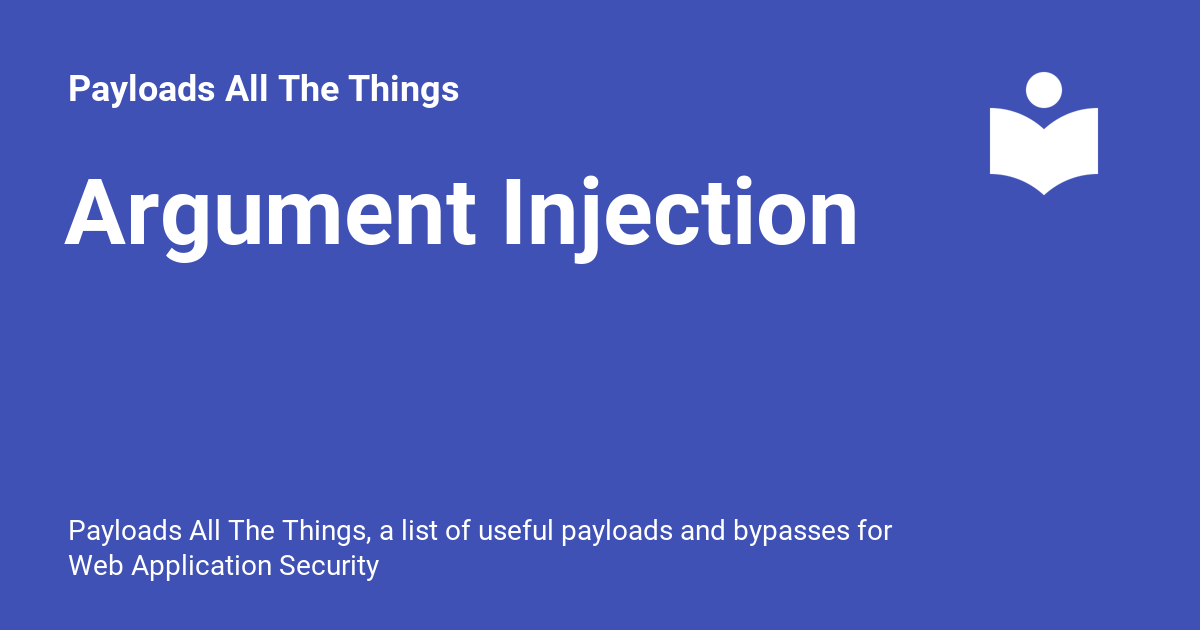 Payloads All The Things
Argument Injection
Payloads All The Things, a list of useful payloads and bypasses for
Web Application Security